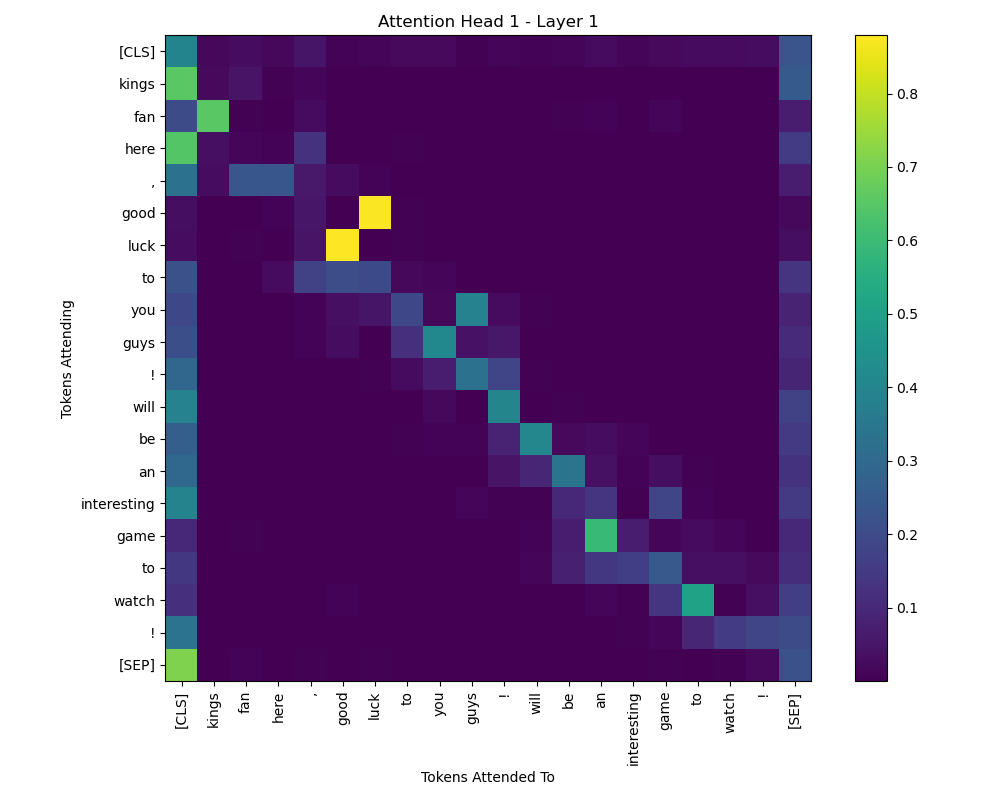 Attention Head 1 - Layer 1
Tokens Attending
[CLS]
kings
fan
here
,
good
luck
to
you
guys
!
will
be
an
interesting
game
to
watch
!
[SEP]
[CLS]
kings
fan
here
,
good
luck
to
you
guys
!
will
be
an
interesting
game
to
watch
!
[SEP]
Tokens Attended To
0.8
0.7
0.6
0.5
0.4
0.3
0.2
0.1